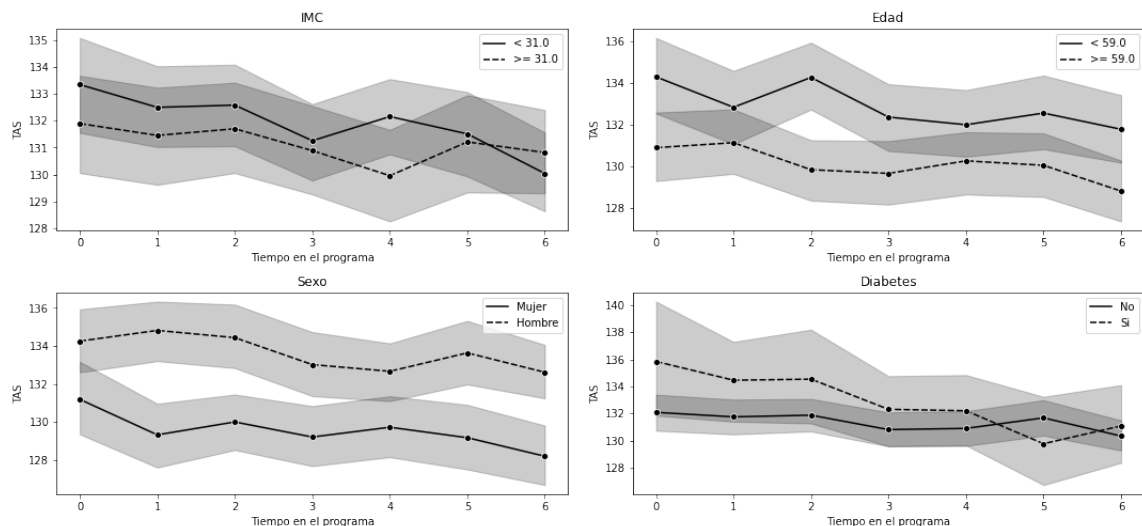 IMC
TAS
135
134
133
132
131
130
129
128
< 31.0
>= 31.0
0 1 2 3 4 5 6
Tiempo en el programa
Edad
TAS
136
134
132
130
128
< 59.0
>= 59.0
0 1 2 3 4 5 6
Tiempo en el programa
Sexo
TAS
136
134
132
130
128
Mujer
Hombre
0 1 2 3 4 5 6
Tiempo en el programa
Diabetes
TAS
140
138
136
134
132
130
128
No
Si
0 1 2 3 4 5 6
Tiempo en el programa